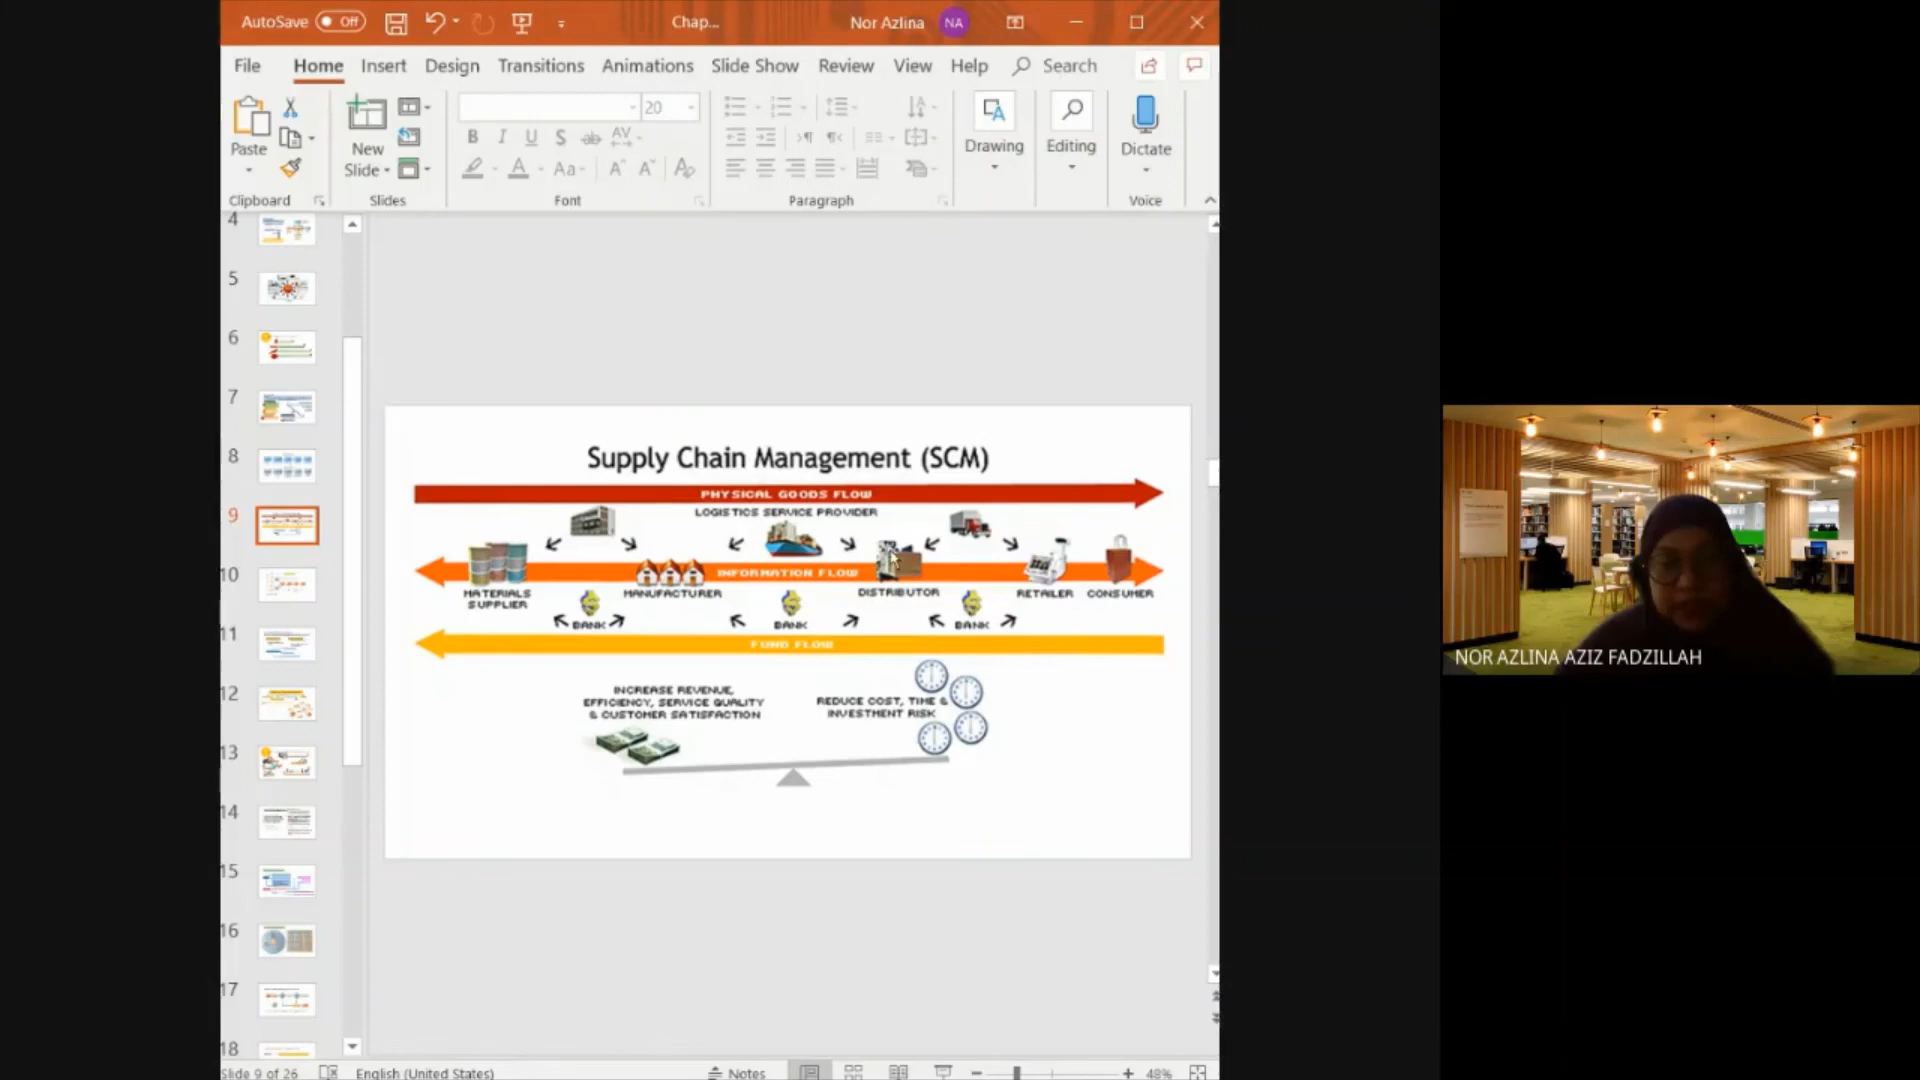 AutoSave Off Chap... Nor Azlina NA
File Home Insert Design Transitions Animations Slide Show Review View Help Search
20
Paste New Slide Drawing Editing Dictate
B I U S ab AV
A Aa A A A
Clipboard Slides Font Paragraph Voice
4
5
6
7
8
9
10
11
12
13
14
15
16
17
18
Supply Chain Management (SCM)
PHYSICAL GOODS FLOW
LOGISTICS SERVICE PROVIDER
INFORMATION FLOW
MATERIALS SUPPLIER
MANUFACTURER
DISTRIBUTOR
RETAILER
CONSUMER
BANK
BANK
BANK
FUND FLOW
INCREASE REVENUE,
EFFICIENCY, SERVICE QUALITY
& CUSTOMER SATISFACTION
REDUCE COST, TIME &
INVESTMENT RISK
NOR AZLINA AZIZ FADZILLAH
Slide 9 of 26 English (United States) Notes 48%